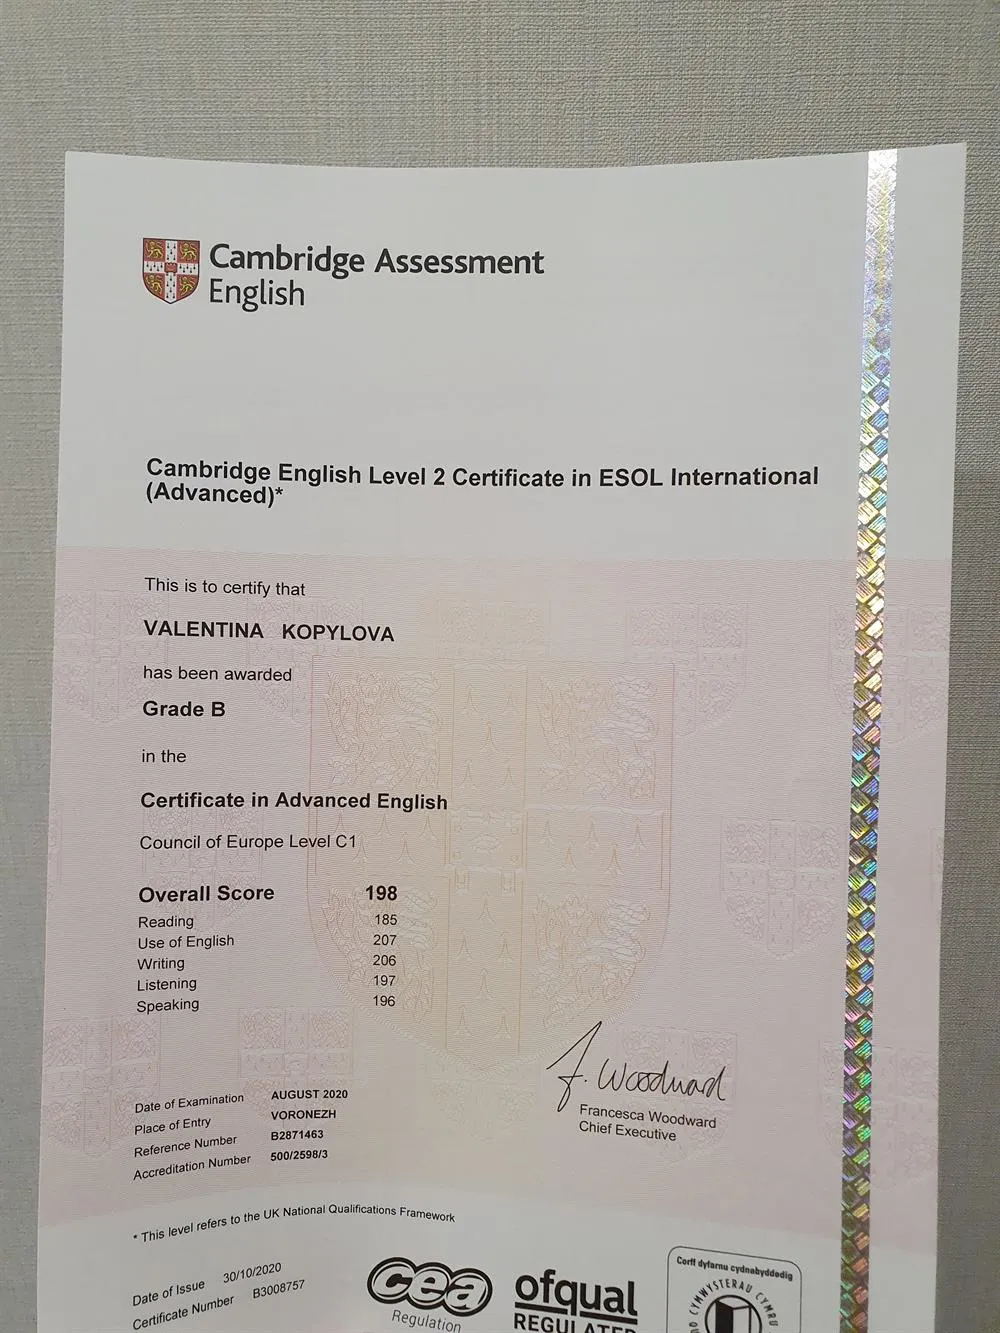 Cambridge Assessment
English
Cambridge English Level 2 Certificate in ESOL International
(Advanced)*
This is to certify that
VALENTINA KOPYLOVA
has been awarded
Grade B
in the
Certificate in Advanced English
Council of Europe Level C1
Overall Score 198
Reading 185
Use of English 207
Writing 206
Listening 197
Speaking 196
J. Woodward
Francesca Woodward
Chief Executive
Date of Examination AUGUST 2020
Place of Entry VORONEZH
Reference Number B2871463
Accreditation Number 500/2598/3
* This level refers to the UK National Qualifications Framework
Date of Issue 30/10/2020
Certificate Number B3008757
cea
Regulation
ofqual
REGULATED
Corff dyfarnu cydnabyddedig
CYMWYSTERAU CYMRU